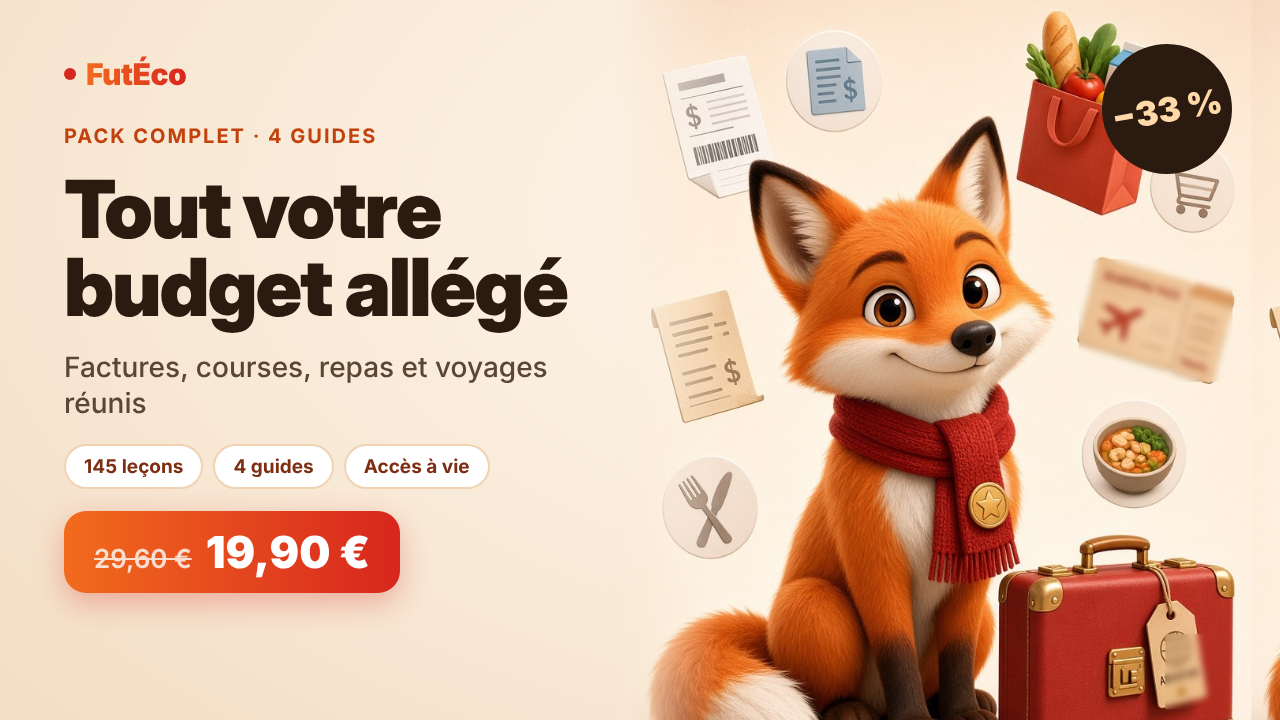 FutÉco
PACK COMPLET · 4 GUIDES
Tout votre
budget allégé
Factures, courses, repas et voyages
réunis
145 leçons
4 guides
Accès à vie
29,60 € 19,90 €
−33 %
$
$
$